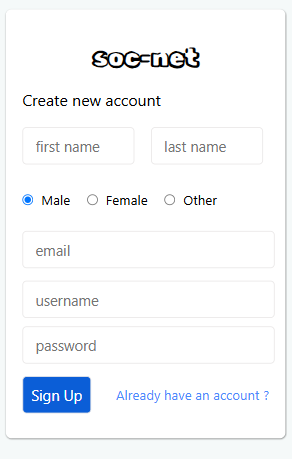 soc-net
Create new account
first name last name
Male Female Other
email
username
password
Sign Up Already have an account ?